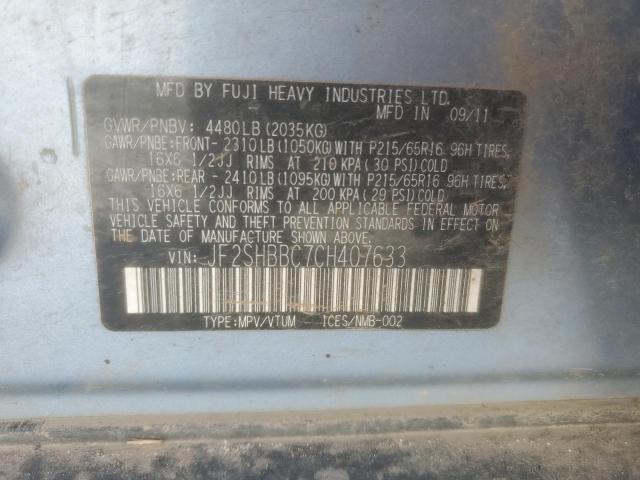 MFD BY FUJI HEAVY INDUSTRIES LTD.
MFD IN 09/11
GVWR/PNBV: 4480LB(2035KG)
GAWR/PNBE:FRONT- 2310LB(1050KG)WITH P215/65R16 96H TIRES,
16X6 1/2JJ RIMS AT 210 KPA(30 PSI)COLD
GAWR/PNBE:REAR - 2410LB(1095KG)WITH P215/65R16 96H TIRES,
16X6 1/2JJ RIMS AT 200 KPA(29 PSI)COLD
THIS VEHICLE CONFORMS TO ALL APPLICABLE FEDERAL MOTOR
VEHICLE SAFETY AND THEFT PREVENTION STANDARDS IN EFFECT ON
THE DATE OF MANUFACTURE SHOWN ABOVE.
VIN: JF2SHBBC7CH407633
TYPE:MPV/VTUM ICES/NMB-002